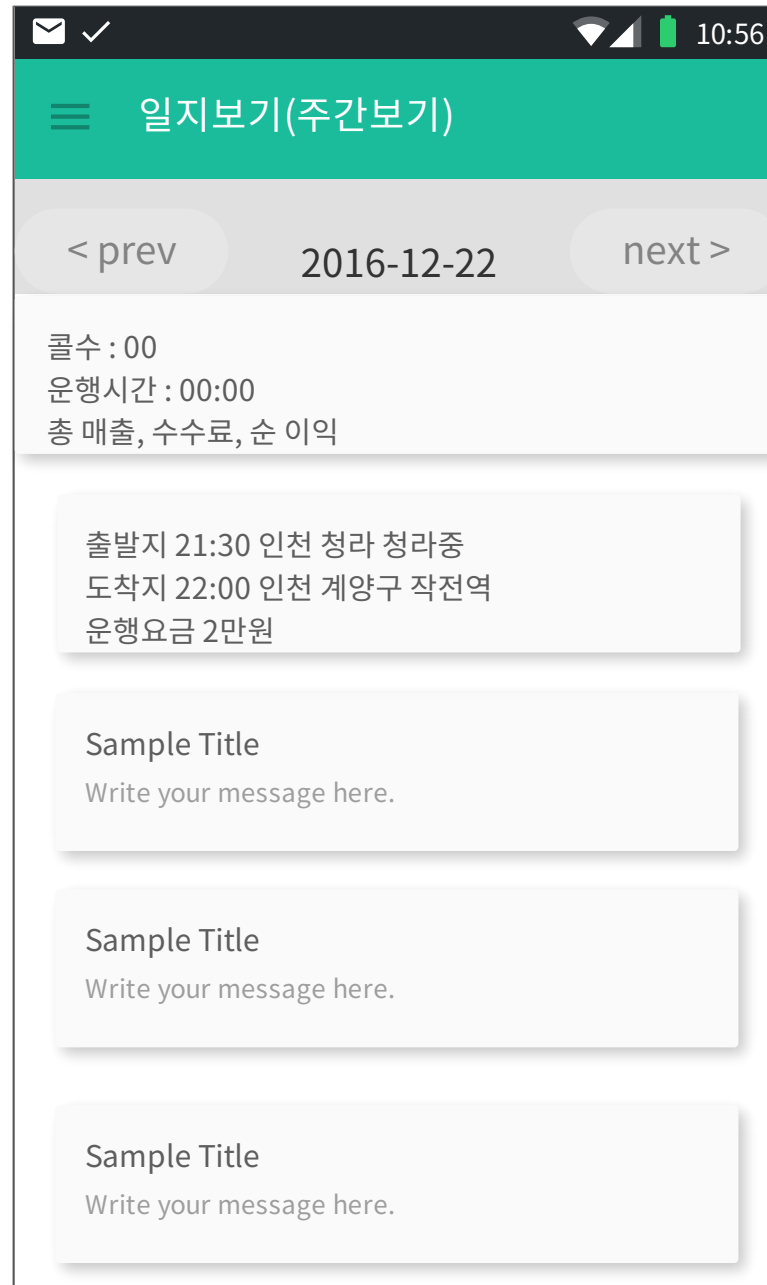 10:56
일지보기(주간보기)
< prev
2016-12-22
next >
콜수 : 00
운행시간 : 00:00
총 매출, 수수료, 순 이익
출발지 21:30 인천 청라 청라중
도착지 22:00 인천 계양구 작전역
운행요금 2만원
Sample Title
Write your message here.
Sample Title
Write your message here.
Sample Title
Write your message here.